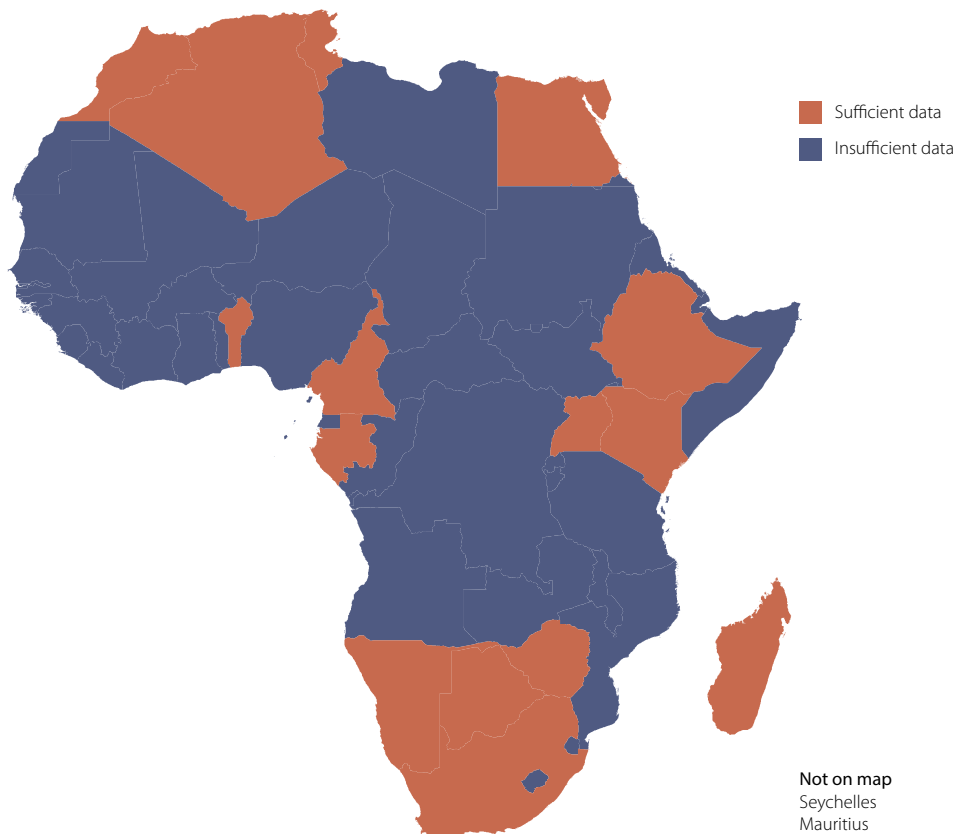 Sufficient data
Insufficient data
Not on map
Seychelles
Mauritius